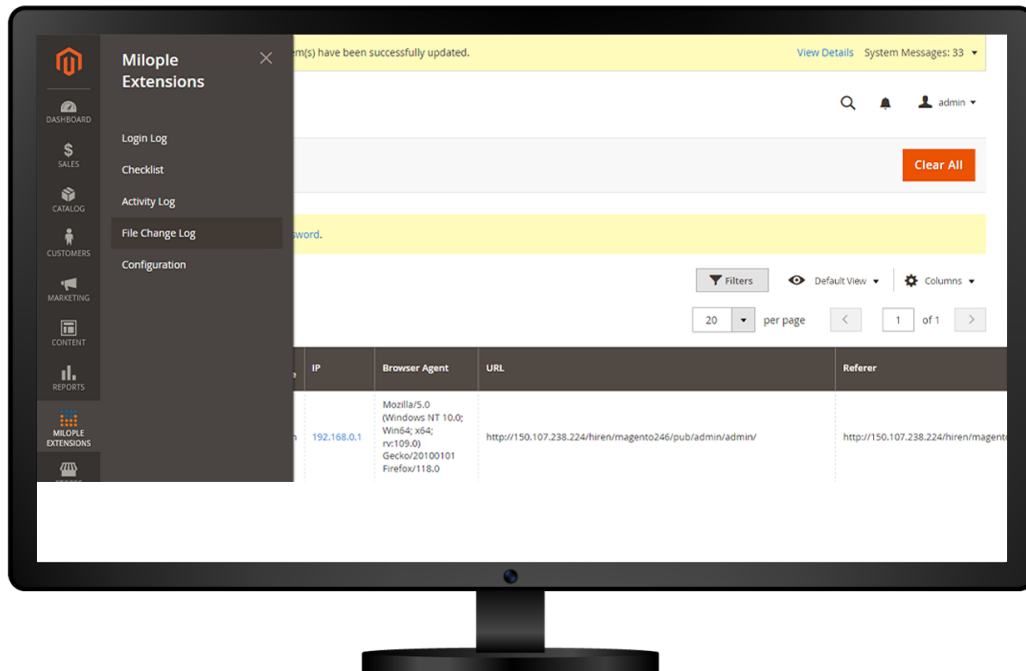 DASHBOARD
SALES
CATALOG
CUSTOMERS
MARKETING
CONTENT
REPORTS
MILOPLE
EXTENSIONS
Milople
Extensions
Login Log
Checklist
Activity Log
File Change Log
Configuration
have been successfully updated.
View Details System Messages: 33
admin
Clear All
Filters
Default View
Columns
20 per page
1 of 1
IP Browser Agent URL Referer
192.168.0.1
Mozilla/5.0
(Windows NT 10.0;
Win64; x64;
rv:109.0)
Gecko/20100101
Firefox/118.0
http://150.107.238.224/hiren/magento246/pub/admin/admin/
http://150.107.238.224/hiren/magent